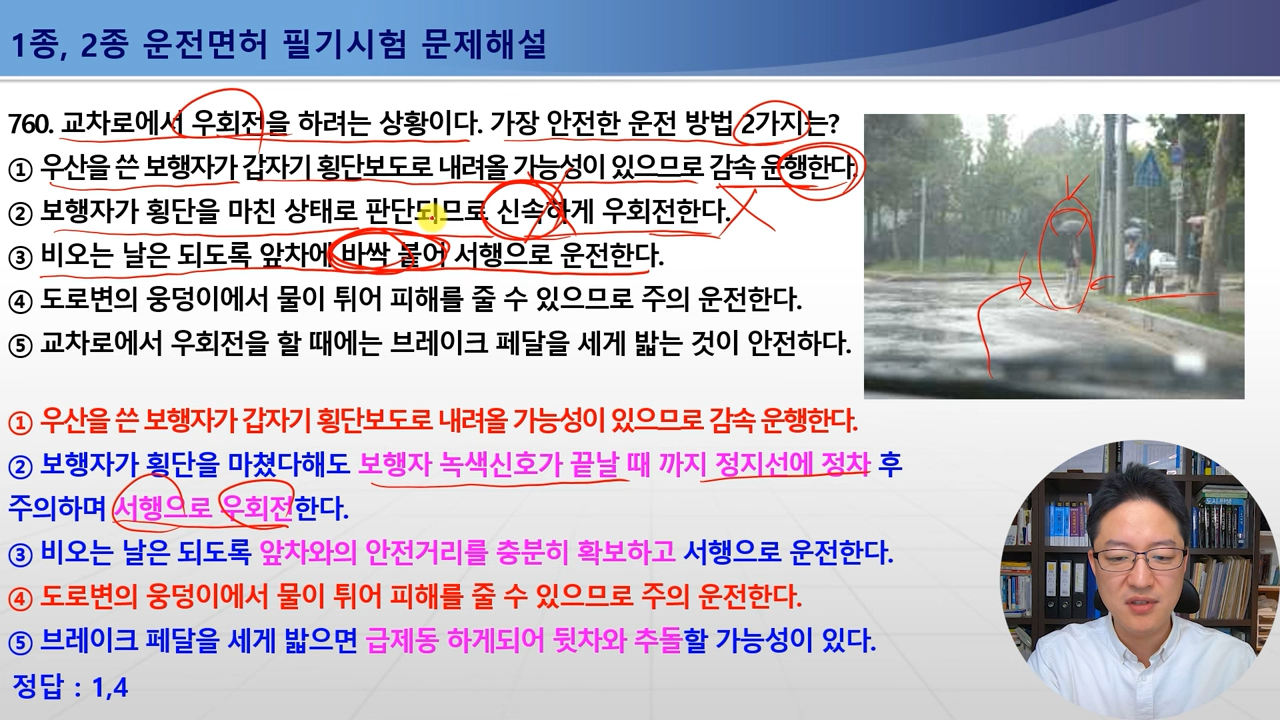 1종, 2종 운전면허 필기시험 문제해설
760. 교차로에서 우회전을 하려는 상황이다. 가장 안전한 운전 방법 2가지는?
① 우산을 쓴 보행자가 갑자기 횡단보도로 내려올 가능성이 있으므로 감속 운행한다.
② 보행자가 횡단을 마친 상태로 판단되므로 신속하게 우회전한다.
③ 비오는 날은 되도록 앞차에 바싹 붙어 서행으로 운전한다.
④ 도로변의 웅덩이에서 물이 튀어 피해를 줄 수 있으므로 주의 운전한다.
⑤ 교차로에서 우회전을 할 때에는 브레이크 페달을 세게 밟는 것이 안전하다.
① 우산을 쓴 보행자가 갑자기 횡단보도로 내려올 가능성이 있으므로 감속 운행한다.
② 보행자가 횡단을 마쳤다해도 보행자 녹색신호가 끝날 때 까지 정지선에 정차 후
주의하며 서행으로 우회전한다.
③ 비오는 날은 되도록 앞차와의 안전거리를 충분히 확보하고 서행으로 운전한다.
④ 도로변의 웅덩이에서 물이 튀어 피해를 줄 수 있으므로 주의 운전한다.
⑤ 브레이크 페달을 세게 밟으면 급제동 하게되어 뒷차와 추돌할 가능성이 있다.
정답 : 1,4